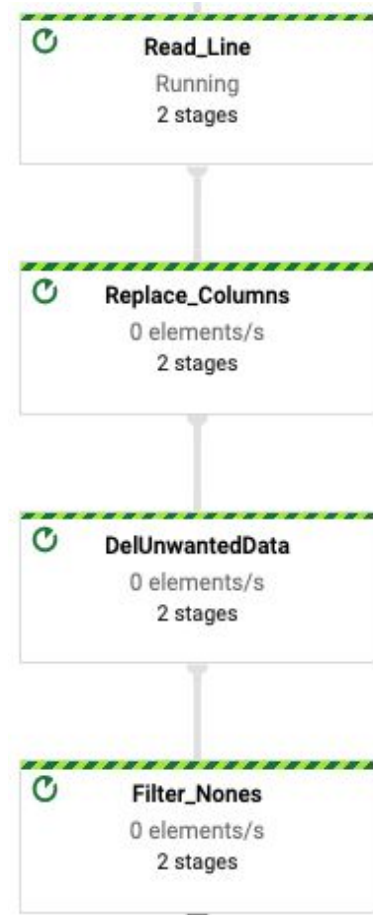 Read_Line
Running
2 stages
Replace_Columns
0 elements/s
2 stages
DelUnwantedData
0 elements/s
2 stages
Filter_Nones
0 elements/s
2 stages